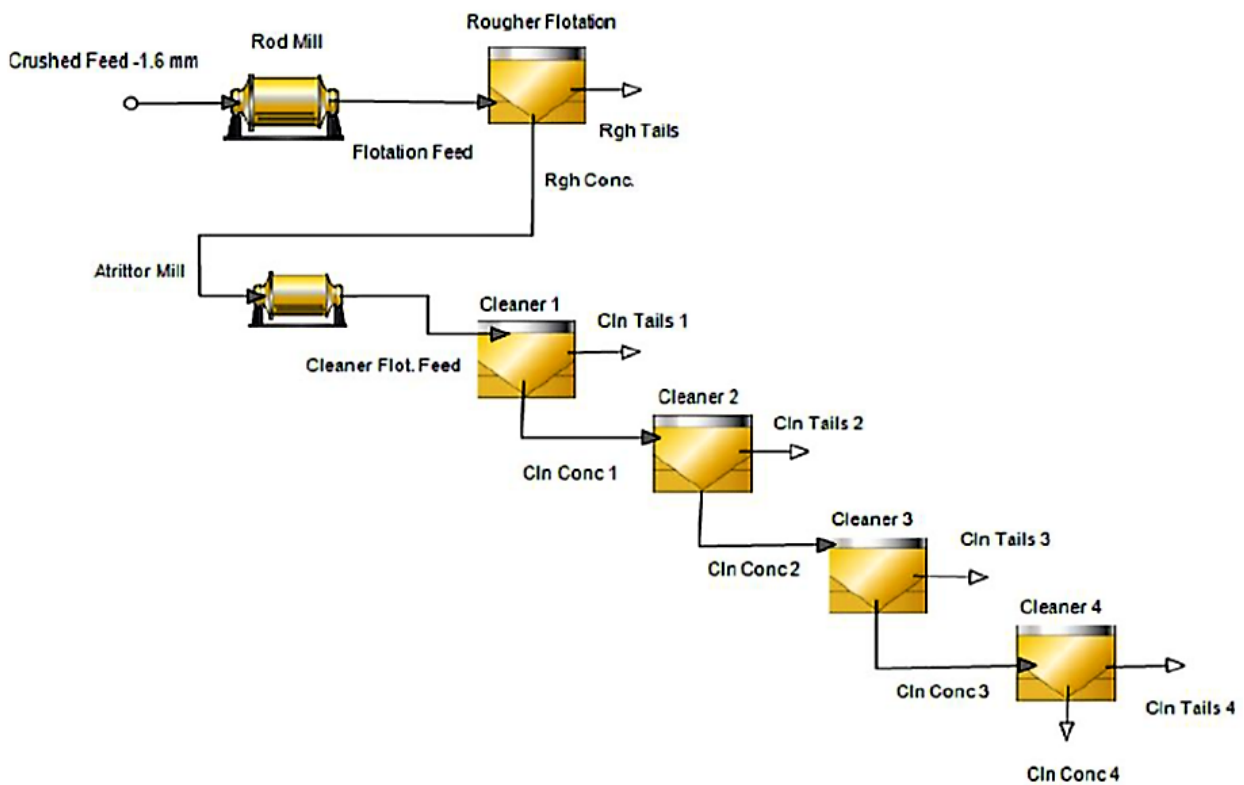 Rougher Flotation
Rod Mill
Crushed Feed -1.6 mm
Rgh Tails
Flotation Feed
Rgh Conc.
Atrittor Mill
Cleaner 1
Cln Tails 1
Cleaner Flot. Feed
Cleaner 2
Cln Tails 2
Cln Conc 1
Cleaner 3
Cln Tails 3
Cln Conc 2
Cleaner 4
Cln Conc 3
Cln Tails 4
Cln Conc 4